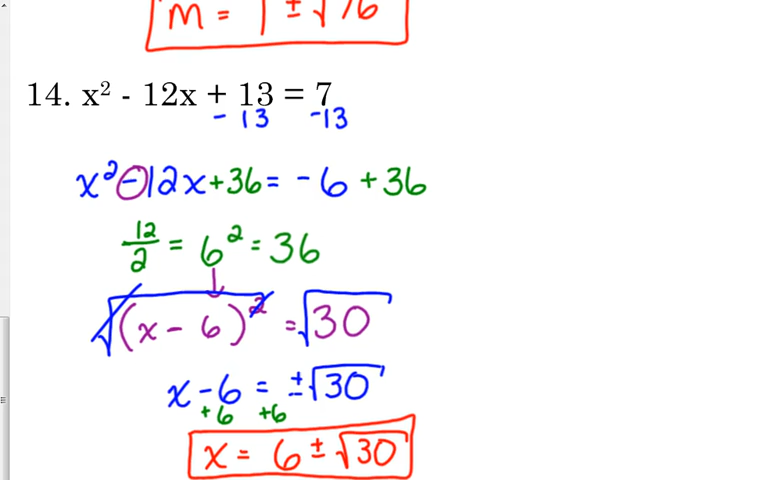 m = 1 ± √76
14. x² - 12x + 13 = 7
- 13 -13
x² - 12x + 36 = - 6 + 36
12/2 = 6² = 36
√(x - 6)² = √30
x - 6 = ±√30
+6 +6
x = 6 ± √30